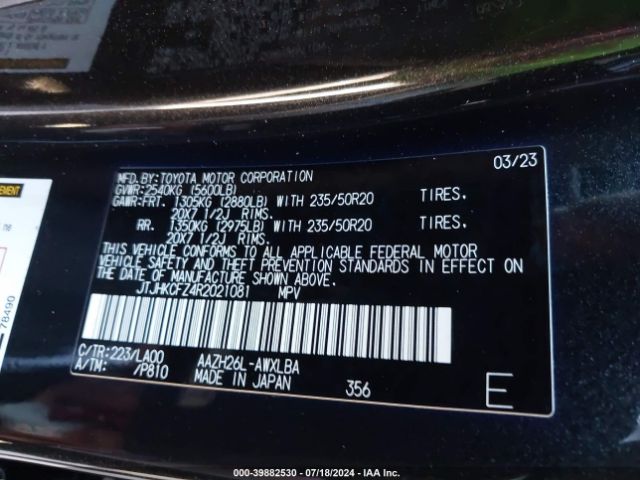 03/23
MFD.BY:TOYOTA MOTOR CORPORATION
GVWR:2540KG (5600LB)
GAWR:FRT. 1305KG (2880LB) WITH 235/50R20 TIRES,
20X7 1/2J RIMS.
RR. 1350KG (2975LB) WITH 235/50R20 TIRES,
20X7 1/2J RIMS.
THIS VEHICLE CONFORMS TO ALL APPLICABLE FEDERAL MOTOR
VEHICLE SAFETY AND THEFT PREVENTION STANDARDS IN EFFECT ON
THE DATE OF MANUFACTURE SHOWN ABOVE.
JTJHKCFZ4R2021081 MPV
C/TR:223/LA00 AAZH26L-AWXLBA
A/TM: /P810 MADE IN JAPAN 356 E
78490
000-39882530 - 07/18/2024 - IAA Inc.